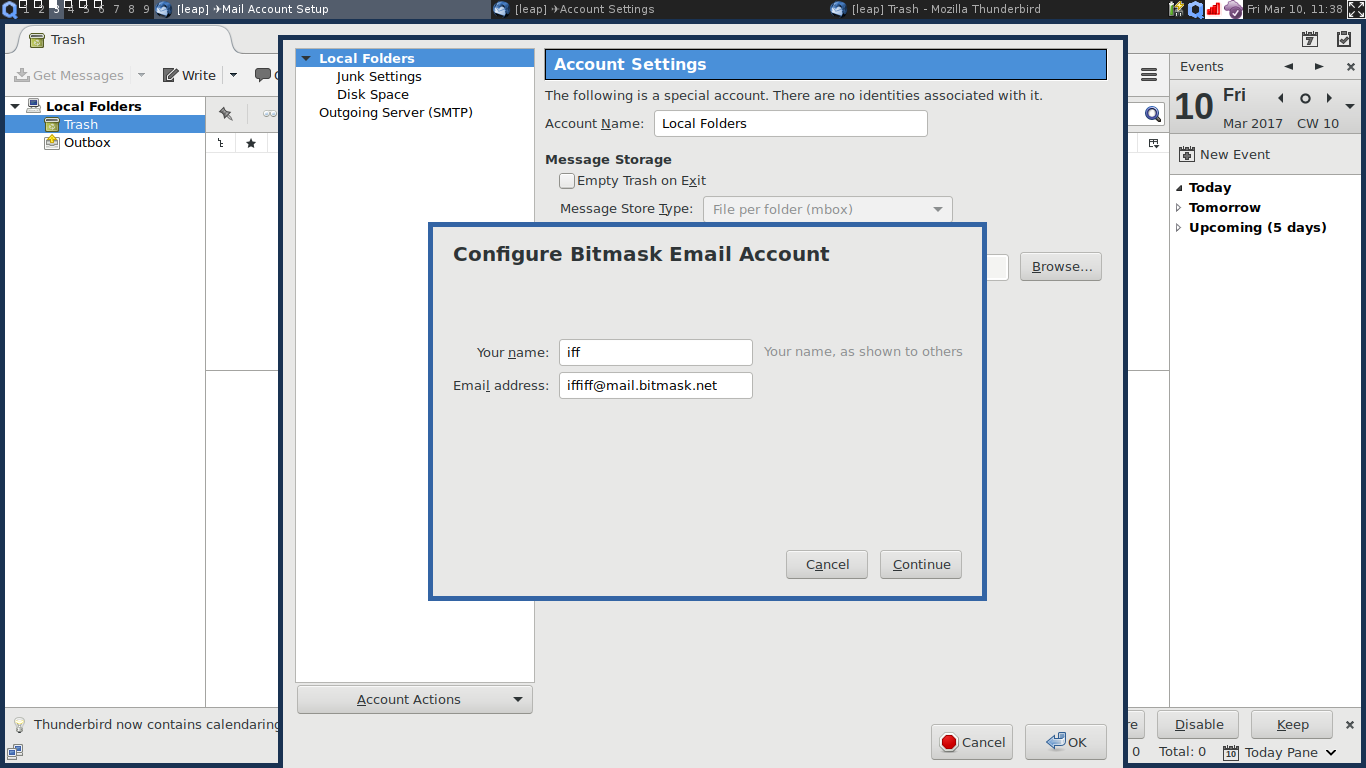 1 2 3 4 5 6 7 8 9 [leap] ✈Mail Account Setup [leap] ✈Account Settings [leap] Trash - Mozilla Thunderbird Fri Mar 10, 11:38
Trash
Get Messages Write
Local Folders
Trash
Outbox
Local Folders
Junk Settings
Disk Space
Outgoing Server (SMTP)
Account Actions
Account Settings
The following is a special account. There are no identities associated with it.
Account Name: Local Folders
Message Storage
Empty Trash on Exit
Message Store Type: File per folder (mbox)
Browse...
Configure Bitmask Email Account
Your name: iff Your name, as shown to others
Email address: iffiff@mail.bitmask.net
Cancel Continue
Cancel OK
Events
10 Fri
Mar 2017 CW 10
New Event
Today
Tomorrow
Upcoming (5 days)
Thunderbird now contains calendaring
re Disable Keep
0 Total: 0 10 Today Pane